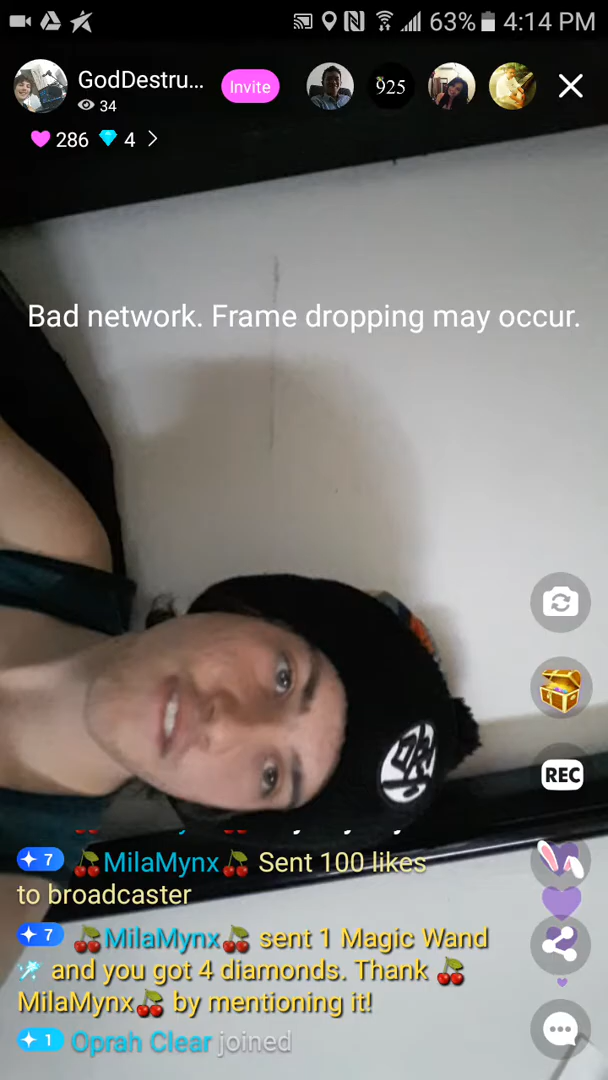 63% 4:14 PM
GodDestru... Invite 925
34
286 4
Bad network. Frame dropping may occur.
REC
7 MilaMynx Sent 100 likes
to broadcaster
7 MilaMynx sent 1 Magic Wand
and you got 4 diamonds. Thank
MilaMynx by mentioning it!
1 Oprah Clear joined